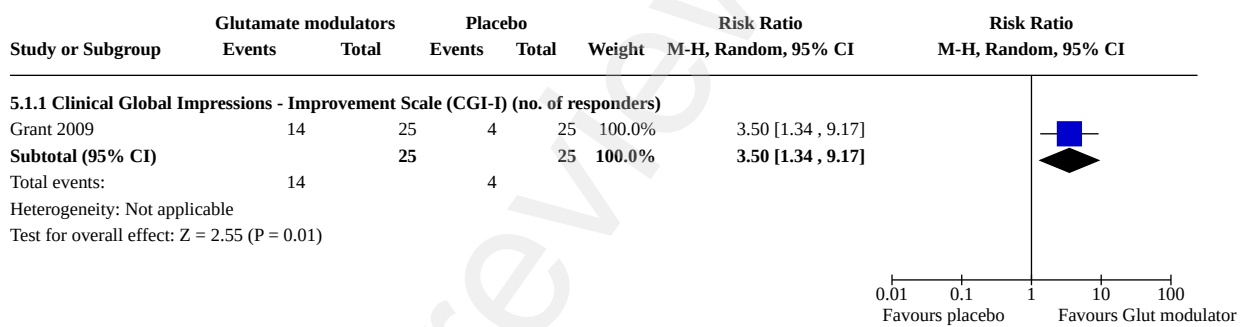 Glutamate modulators Placebo Risk Ratio Risk Ratio
Study or Subgroup Events Total Events Total Weight M-H, Random, 95% CI M-H, Random, 95% CI
5.1.1 Clinical Global Impressions - Improvement Scale (CGI-I) (no. of responders)
Grant 2009 14 25 4 25 100.0% 3.50 [1.34 , 9.17]
Subtotal (95% CI) 25 25 100.0% 3.50 [1.34 , 9.17]
Total events: 14 4
Heterogeneity: Not applicable
Test for overall effect: Z = 2.55 (P = 0.01)
0.01 0.1 1 10 100
Favours placebo Favours Glut modulator